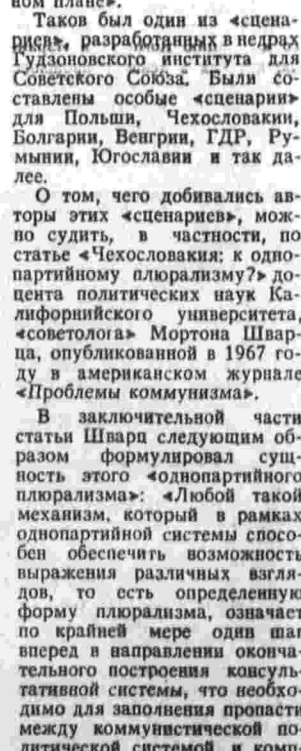 ном плане».
Таков был один из «сцена-
риев», разработанных в недрах
Гудзоновского института для
Советского Союза. Были со-
ставлены особые «сценарии»
для Польши, Чехословакии,
Болгарии, Венгрии, ГДР, Ру-
мынии, Югославии и так да-
лее.
О том, чего добивались ав-
торы этих «сценариев», мож-
но судить, в частности, по
статье «Чехословакия: к одно-
партийному плюрализму?» до-
цента политических наук Ка-
лифорнийского университета,
«советолога» Мортона Швар-
ца, опубликованной в 1967 го-
ду в американском журнале
«Проблемы коммунизма».
В заключительной части
статьи Шварц следующим об-
разом формулировал сущ-
ность этого «однопартийного
плюрализма»: «Любой такой
механизм, который в рамках
однопартийной системы спосо-
бен обеспечить возможность
выражения различных взгля-
дов, то есть определенную
форму плюрализма, означает
по крайней мере один шаг
вперед в направлении оконча-
тельного построения консуль-
тативной системы, что необхо-
димо для заполнения пропасти
между коммунистической по-
литической системой и